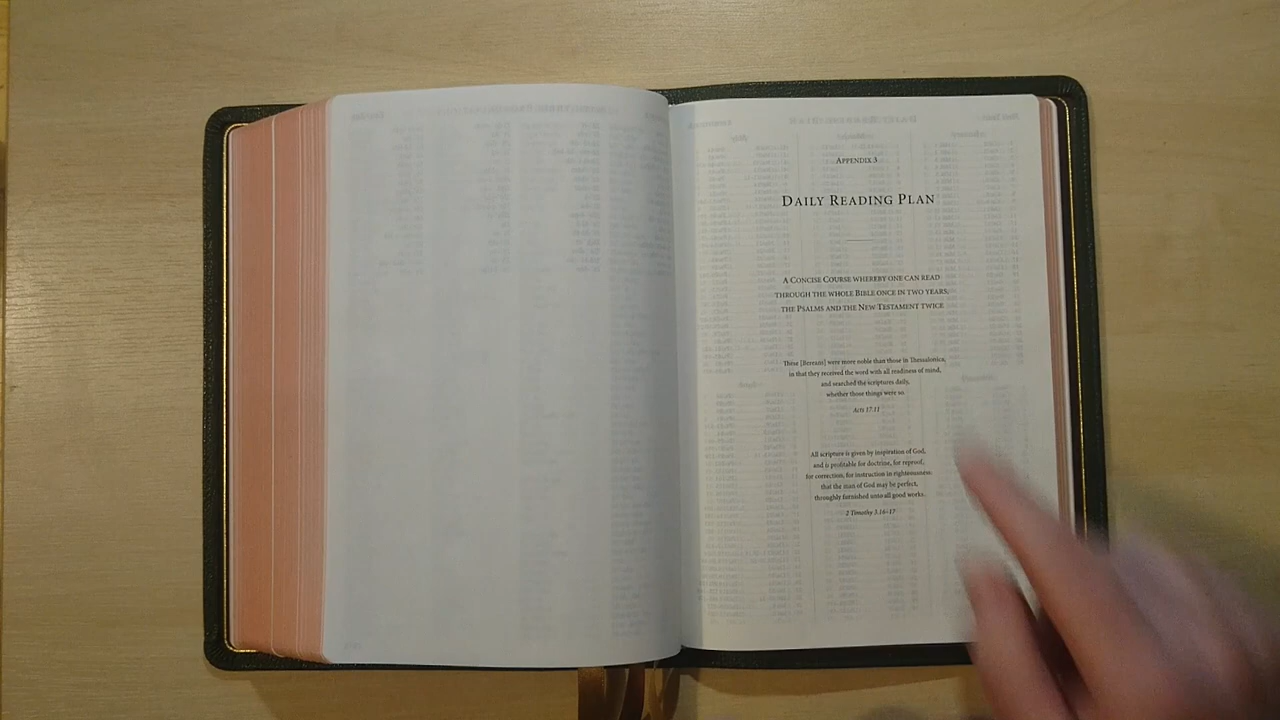 APPENDIX 3
DAILY READING PLAN
A CONCISE COURSE WHEREBY ONE CAN READ
THROUGH THE WHOLE BIBLE ONCE IN TWO YEARS,
THE PSALMS AND THE NEW TESTAMENT TWICE
These [Bereans] were more noble than those in Thessalonica,
in that they received the word with all readiness of mind,
and searched the scriptures daily,
whether those things were so.
Acts 17.11
All scripture is given by inspiration of God,
and is profitable for doctrine, for reproof,
for correction, for instruction in righteousness:
that the man of God may be perfect,
throughly furnished unto all good works.
2 Timothy 3.16–17